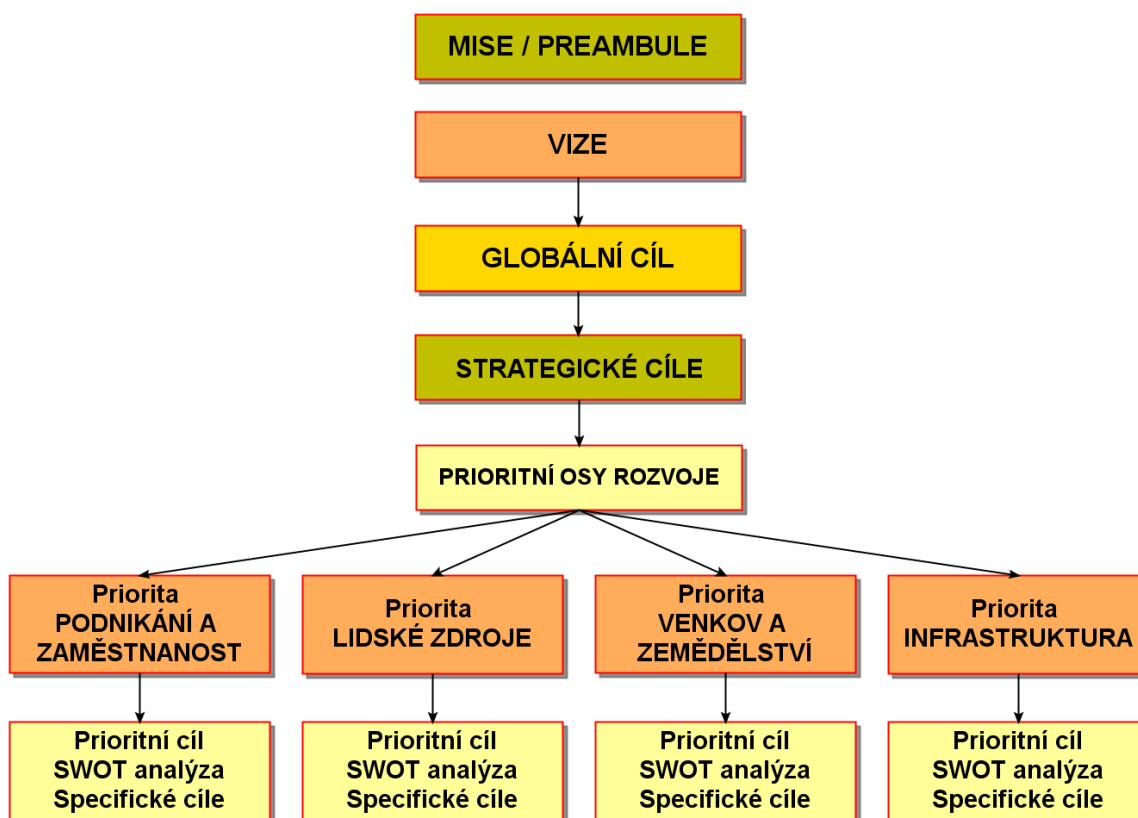 MISE / PREAMBULE
VIZE
GLOBÁLNÍ CÍL
STRATEGICKÉ CÍLE
PRIORITNÍ OSY ROZVOJE
Priorita
PODNIKÁNÍ A
ZAMĚSTNANOST
Priorita
LIDSKÉ ZDROJE
Priorita
VENKOV A
ZEMĚDĚLSTVÍ
Priorita
INFRASTRUKTURA
Prioritní cíl
SWOT analýza
Specifické cíle
Prioritní cíl
SWOT analýza
Specifické cíle
Prioritní cíl
SWOT analýza
Specifické cíle
Prioritní cíl
SWOT analýza
Specifické cíle